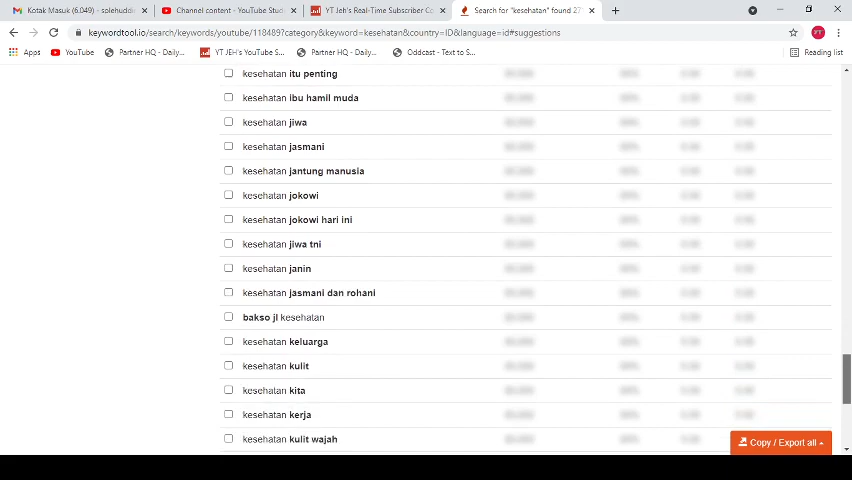 Kotak Masuk (6.049) - solehuddi
Channel content - YouTube Stud
YT Jeh's Real-Time Subscriber Co
Search for "kesehatan" found 27
keywordtool.io/search/keywords/youtube/118489?category&keyword=kesehatan&country=ID&language=id#suggestions
Apps
YouTube
Partner HQ - Daily...
YT JEH's YouTube S...
Partner HQ - Daily...
Oddcast - Text to S...
Reading list
kesehatan itu penting
kesehatan ibu hamil muda
kesehatan jiwa
kesehatan jasmani
kesehatan jantung manusia
kesehatan jokowi
kesehatan jokowi hari ini
kesehatan jiwa tni
kesehatan janin
kesehatan jasmani dan rohani
bakso jl kesehatan
kesehatan keluarga
kesehatan kulit
kesehatan kita
kesehatan kerja
kesehatan kulit wajah
Copy / Export all